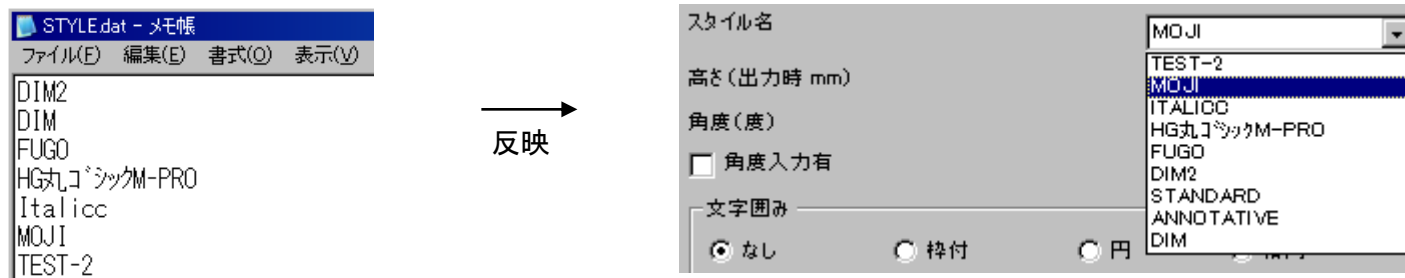 STYLE.dat - メモ帳
ファイル(F) 編集(E) 書式(O) 表示(V)
DIM2
DIM
FUGO
HG丸ｺﾞｼｯｸM-PRO
Italicc
MOJI
TEST-2
反映
スタイル名
MOJI
TEST-2
MOJI
ITALICC
HG丸ｺﾞｼｯｸM-PRO
FUGO
DIM2
STANDARD
ANNOTATIVE
DIM
高さ(出力時 mm)
角度(度)
角度入力有
文字囲み
なし 枠付 円